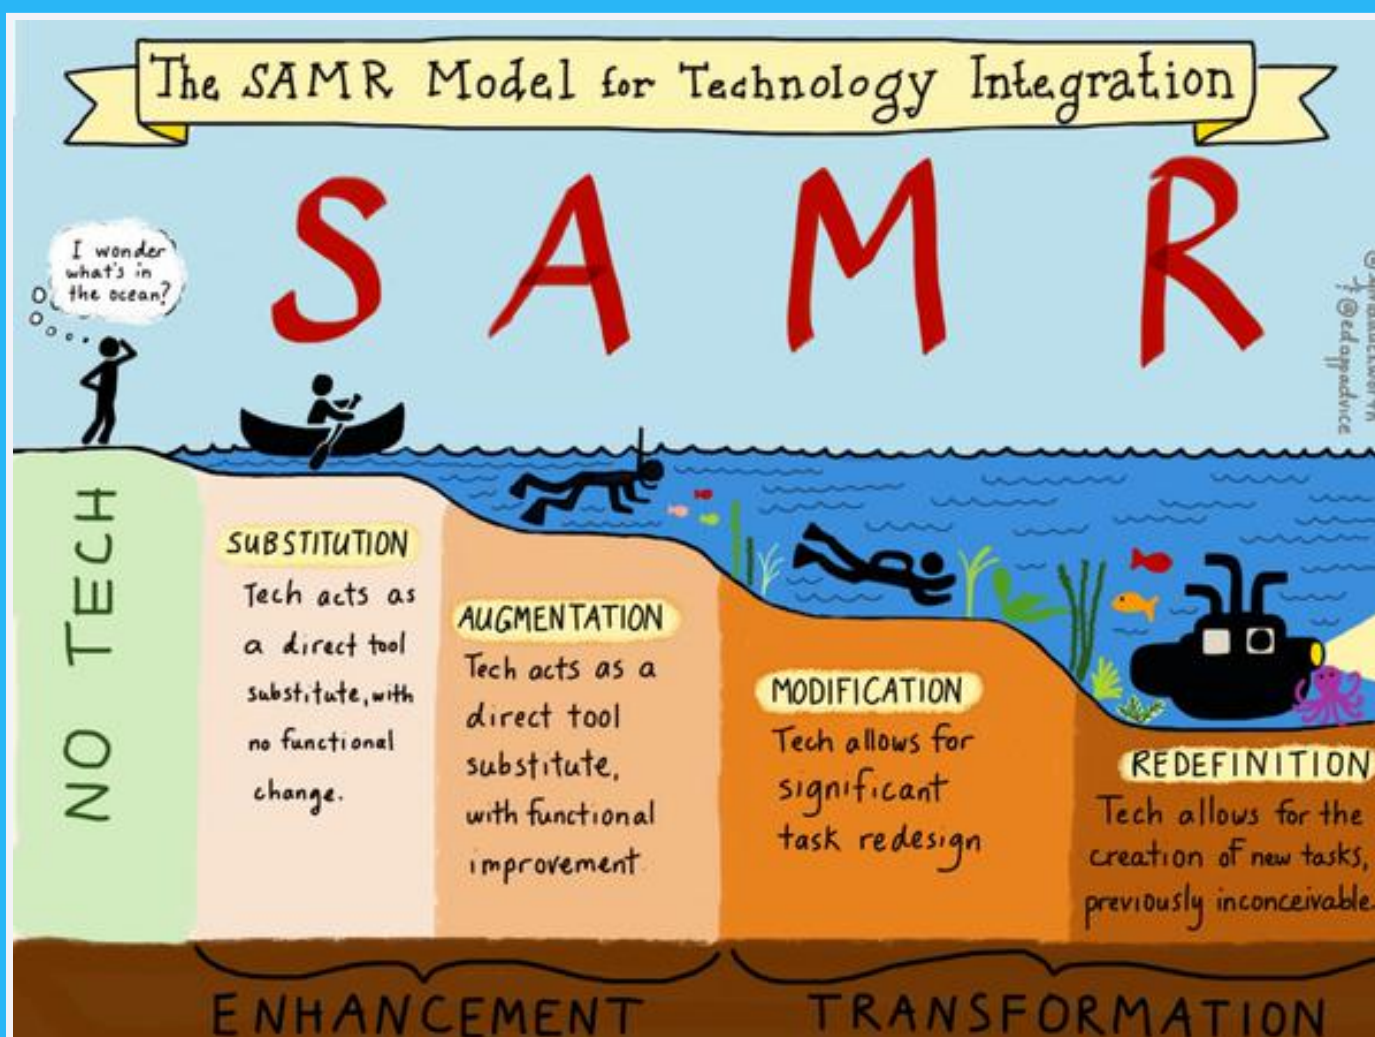 The SAMR Model for Technology Integration
S A M R
I wonder
what's in
the ocean?
@edappadvice
NO TECH
SUBSTITUTION
Tech acts as
a direct tool
substitute, with
no functional
change.
AUGMENTATION
Tech acts as a
direct tool
substitute,
with functional
improvement
MODIFICATION
Tech allows for
significant
task redesign
REDEFINITION
Tech allows for the
creation of new tasks,
previously inconceivable.
ENHANCEMENT
TRANSFORMATION